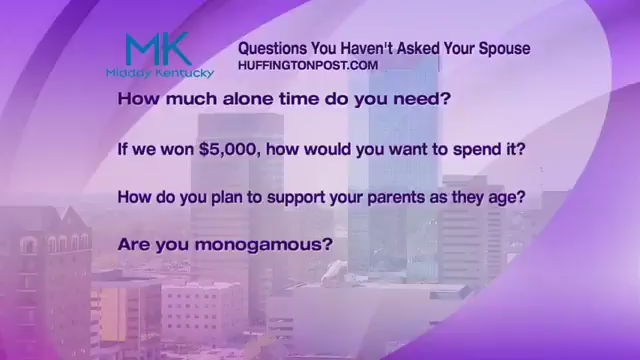 MK
Midday Kentucky
Questions You Haven't Asked Your Spouse
HUFFINGTONPOST.COM
How much alone time do you need?
If we won $5,000, how would you want to spend it?
How do you plan to support your parents as they age?
Are you monogamous?